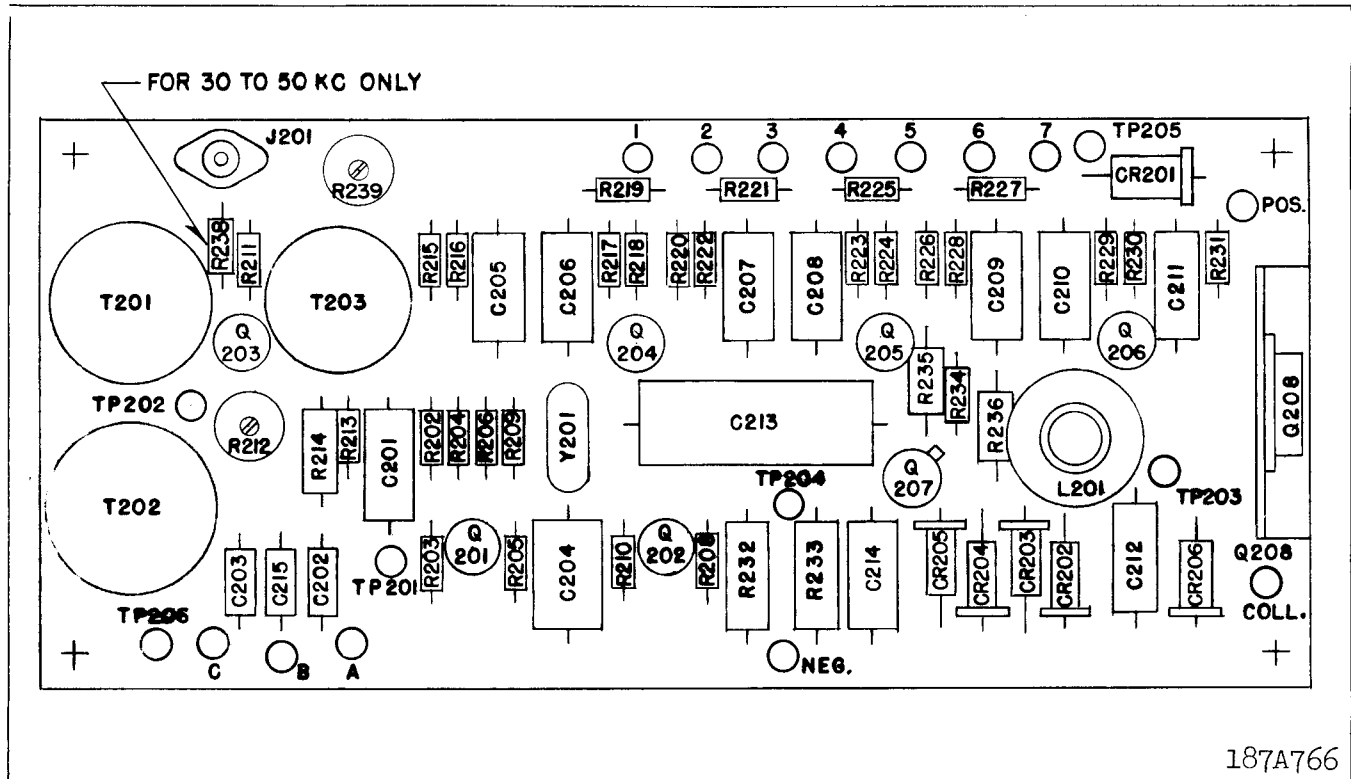 FOR 30 TO 50 KC ONLY
J201
R239
1
2
3
4
5
6
7
TP205
R219
R221
R225
R227
CR201
POS.
R238
R211
T201
T203
R215
R216
C205
C206
R217
R218
R220
R222
C207
C208
R223
R224
R226
R228
C209
C210
R229
R230
C211
R231
Q
203
Q
204
Q
205
Q
206
R235
R234
R236
Q208
TP202
R212
R214
R213
C201
R202
R204
R206
R209
Y201
C213
Q
207
L201
TP203
T202
TP204
TP201
R203
Q
201
R205
C204
R210
Q
202
R208
R232
R233
C214
CR205
CR204
CR203
CR202
C212
CR206
Q208
COLL.
C203
C215
C202
TP206
C
B
A
NEG.
187A766